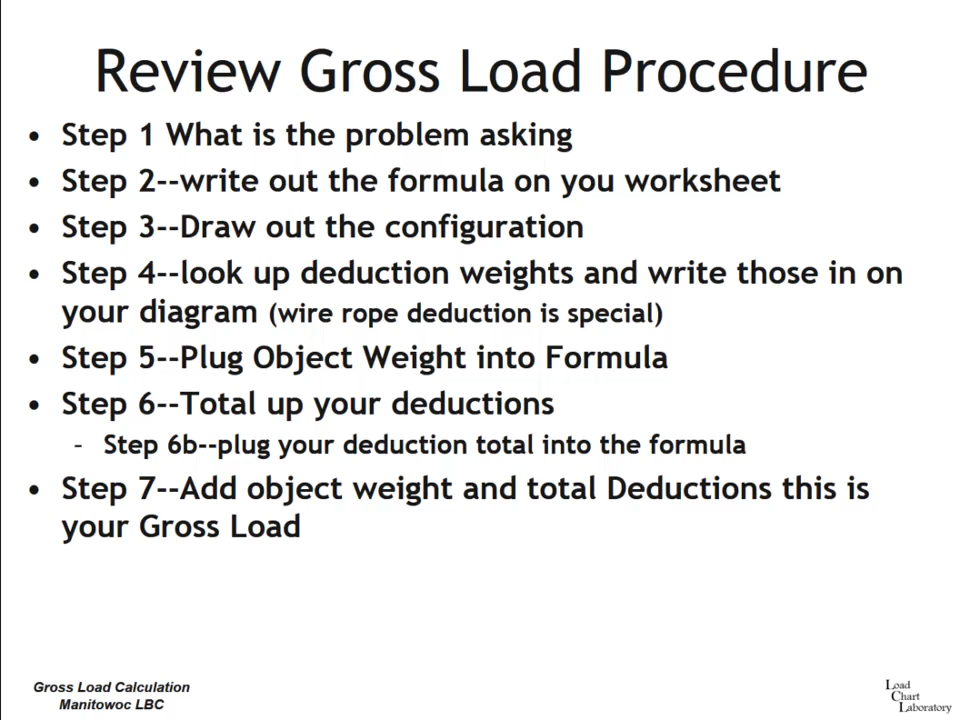 Review Gross Load Procedure
• Step 1 What is the problem asking
• Step 2--write out the formula on you worksheet
• Step 3--Draw out the configuration
• Step 4--look up deduction weights and write those in on
your diagram (wire rope deduction is special)
• Step 5--Plug Object Weight into Formula
• Step 6--Total up your deductions
– Step 6b--plug your deduction total into the formula
• Step 7--Add object weight and total Deductions this is
your Gross Load
Gross Load Calculation
Manitowoc LBC
Load
Chart
Laboratory